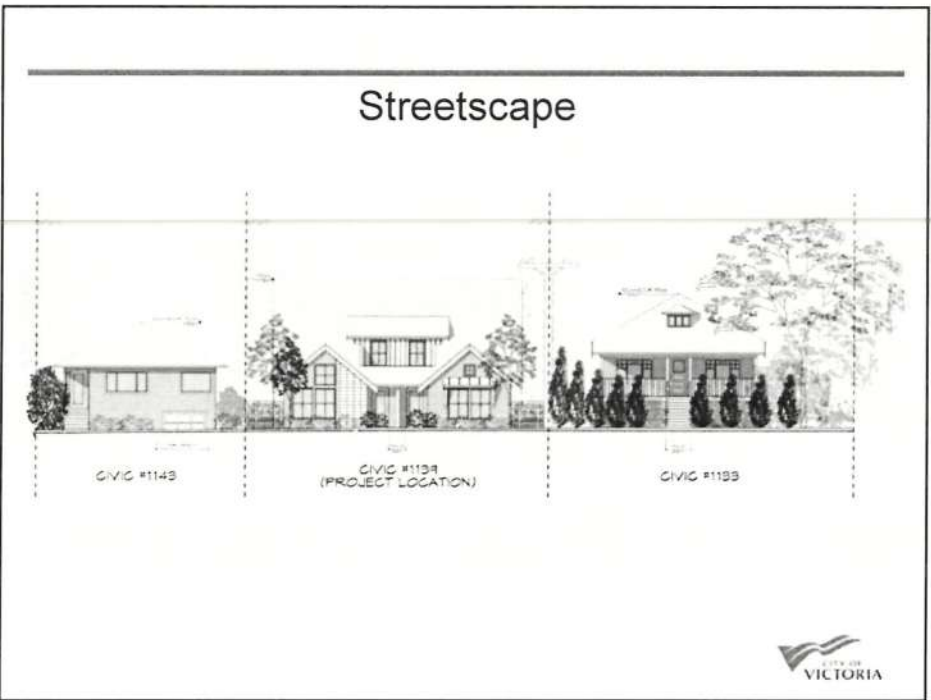 Streetscape
CIVIC #1143
CIVIC #1139
(PROJECT LOCATION)
CIVIC #1133
CITY OF
VICTORIA